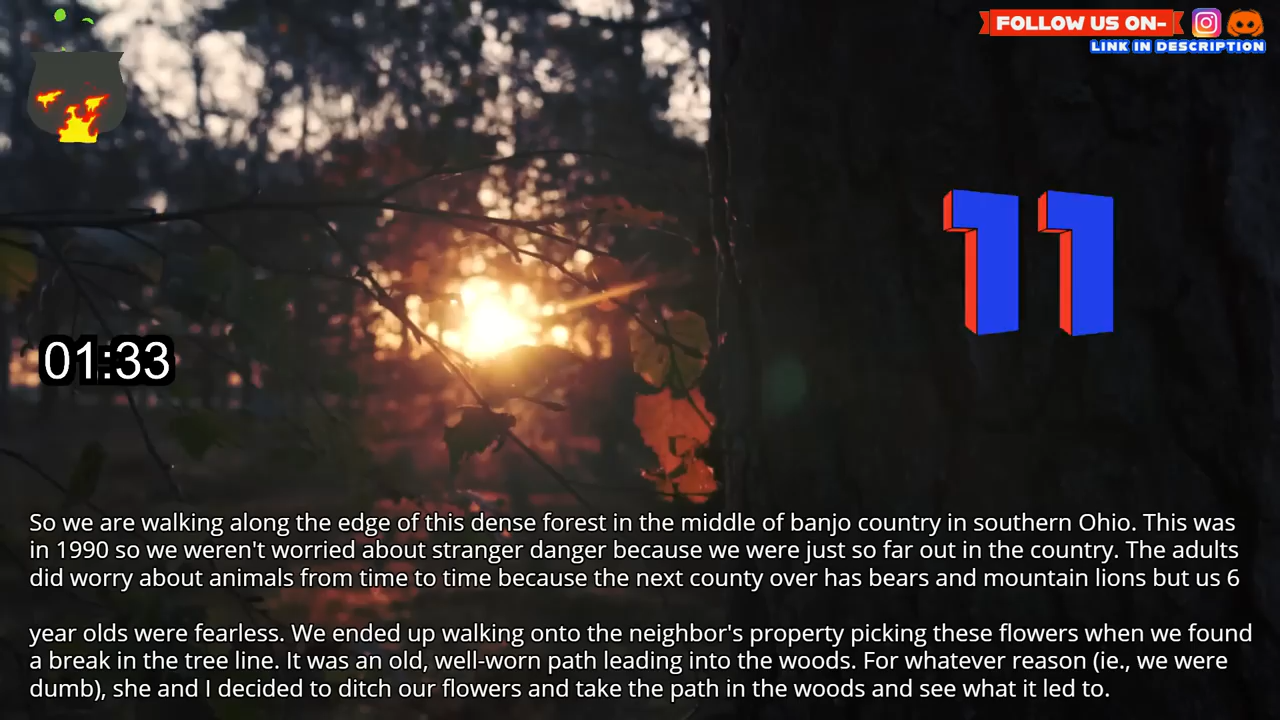 FOLLOW US ON-
LINK IN DESCRIPTION
11
01:33
So we are walking along the edge of this dense forest in the middle of banjo country in southern Ohio. This was
in 1990 so we weren't worried about stranger danger because we were just so far out in the country. The adults
did worry about animals from time to time because the next county over has bears and mountain lions but us 6
year olds were fearless. We ended up walking onto the neighbor's property picking these flowers when we found
a break in the tree line. It was an old, well-worn path leading into the woods. For whatever reason (ie., we were
dumb), she and I decided to ditch our flowers and take the path in the woods and see what it led to.